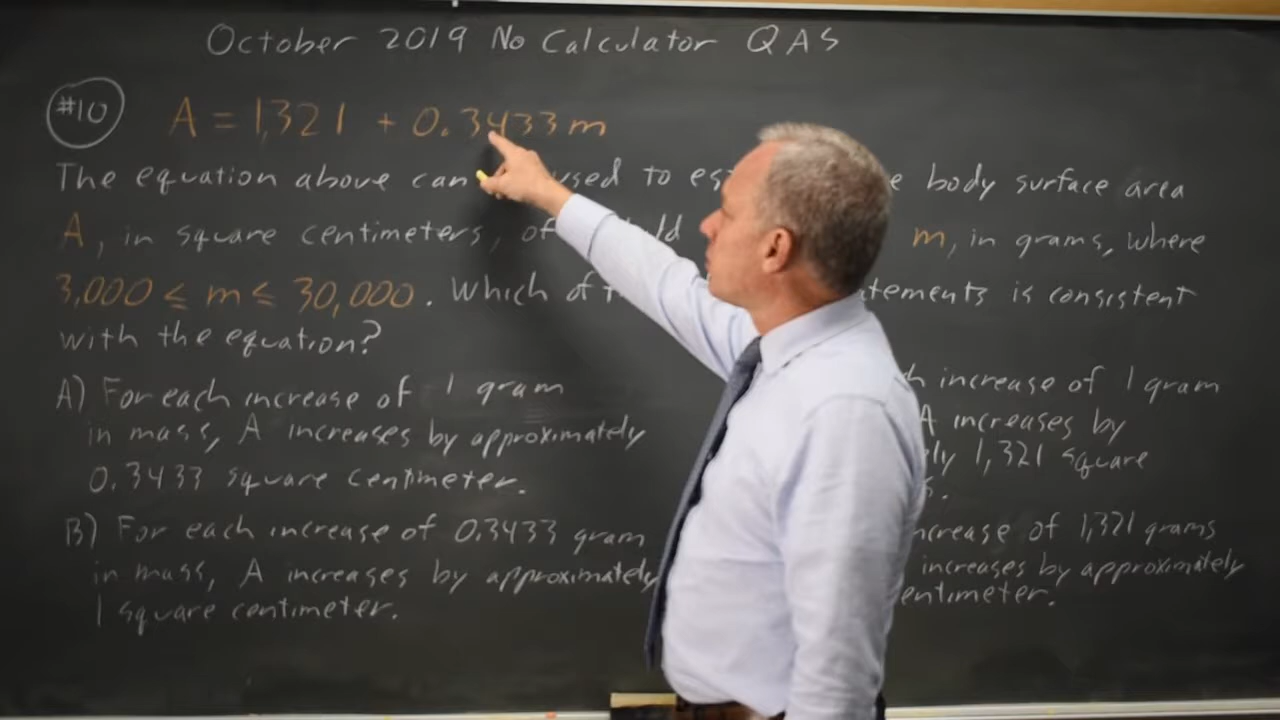 October 2019 No Calculator QAS
#10 A = 1,321 + 0.3433m
The equation above can used to e body surface area
A, in square centimeters, of m, in grams, where
3,000 ≤ m ≤ 30,000. Which of is consistent
with the equation?
A) For each increase of 1 gram
in mass, A increases by approximately
0.3433 square centimeter.
B) For each increase of 0.3433 gram
in mass, A increases by approximately
1 square centimeter.
increase of 1 gram
A increases by
1,321 square
increase of 1,321 grams
increases by approximately
centimeter.